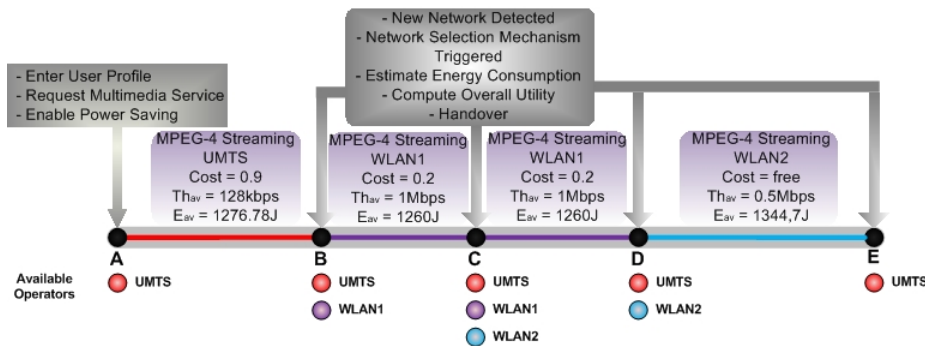 - New Network Detected
- Network Selection Mechanism
Triggered
- Estimate Energy Consumption
- Compute Overall Utility
- Handover
- Enter User Profile
- Request Multimedia Service
- Enable Power Saving
MPEG-4 Streaming
UMTS
Cost = 0.9
Thav = 128kbps
Eav = 1276.78J
MPEG-4 Streaming
WLAN1
Cost = 0.2
Thav = 1Mbps
Eav = 1260J
MPEG-4 Streaming
WLAN1
Cost = 0.2
Thav = 1Mbps
Eav = 1260J
MPEG-4 Streaming
WLAN2
Cost = free
Thav = 0.5Mbps
Eav = 1344,7J
A
B
C
D
E
Available
Operators
UMTS
UMTS
WLAN1
UMTS
WLAN1
WLAN2
UMTS
WLAN2
UMTS